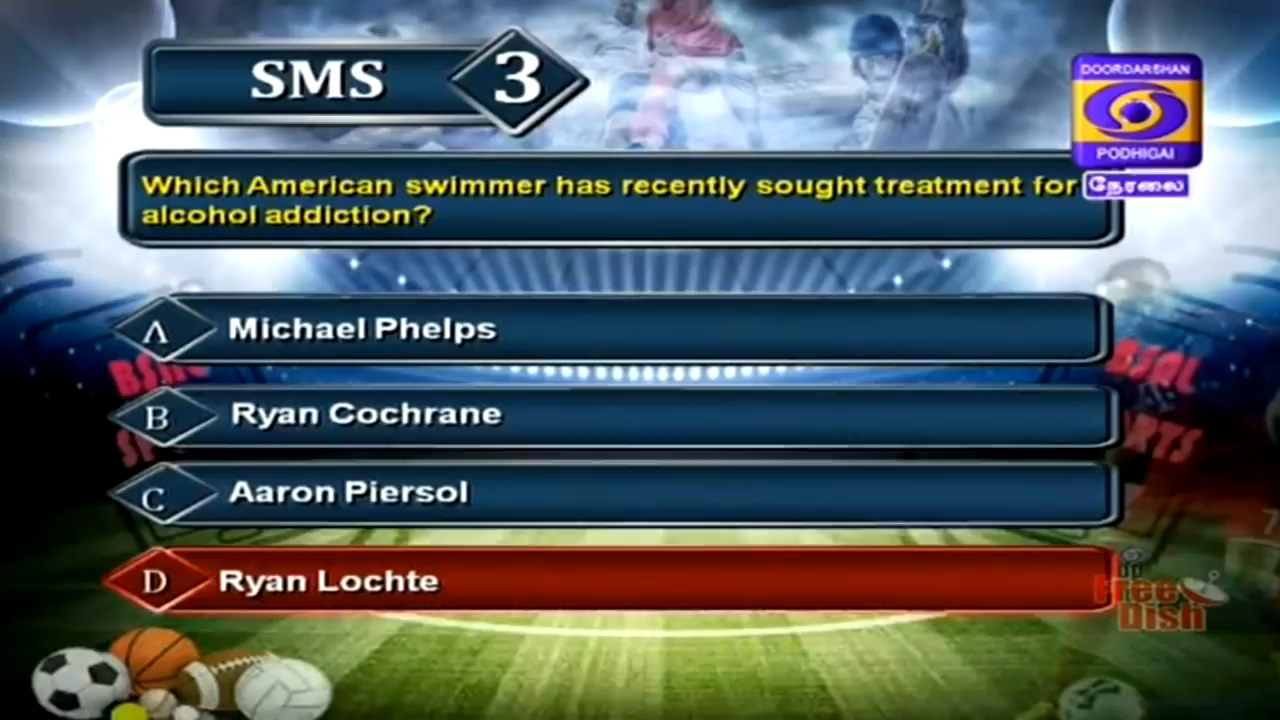 SMS 3
DOORDARSHAN
PODHIGAI
நேரலை
Which American swimmer has recently sought treatment for
alcohol addiction?
A Michael Phelps
B Ryan Cochrane
C Aaron Piersol
D Ryan Lochte
Free
Dish